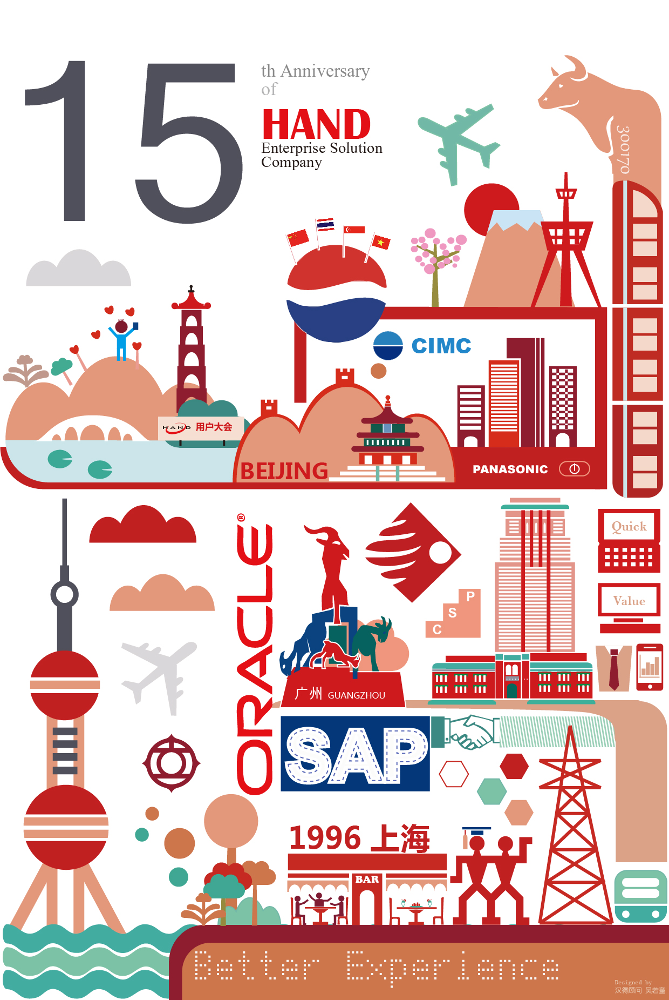 15
th Anniversary
of
HAND
Enterprise Solution
Company
300170
CIMC
HAND 用户大会
BEIJING
PANASONIC
ORACLE®
Quick
Value
P
S
C
广州 GUANGZHOU
SAP
1996 上海
BAR
Better Experience
Designed by
汉得顾问 吴若童